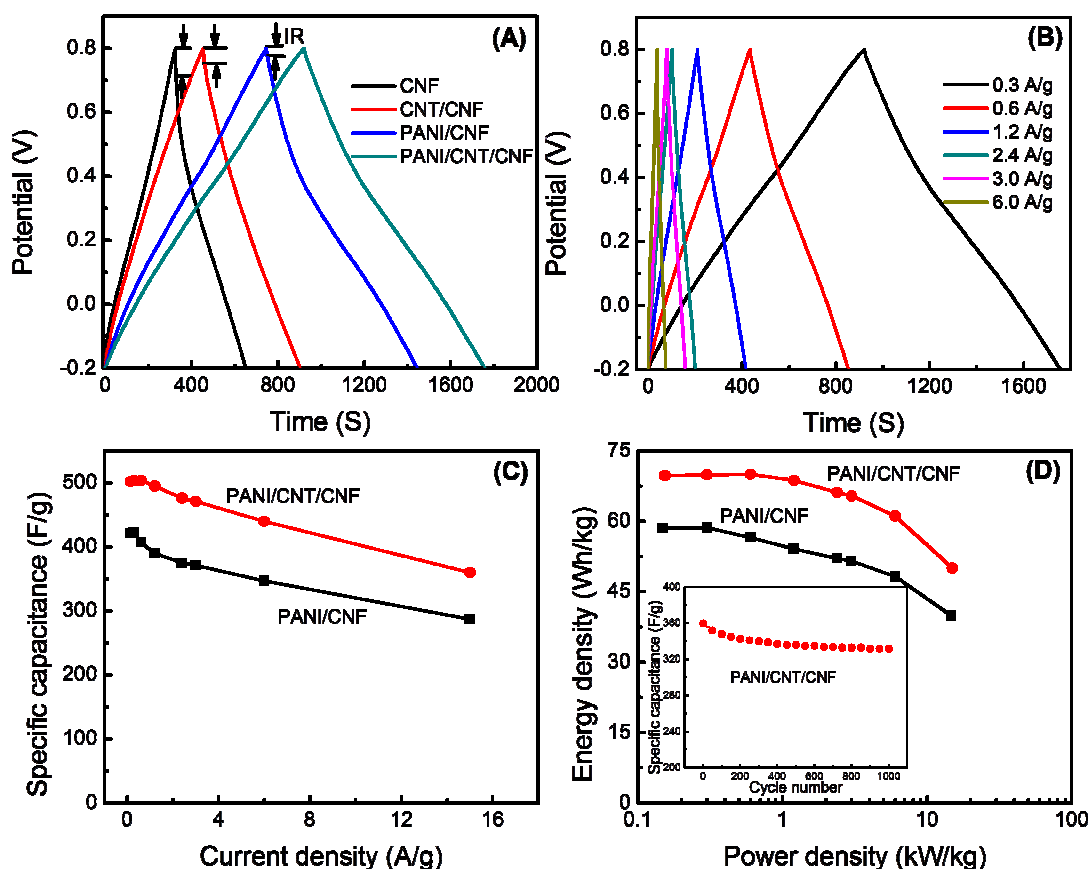 IR
(A)
CNF
CNT/CNF
PANI/CNF
PANI/CNT/CNF
0.8
0.6
0.4
0.2
0.0
-0.2
Potential (V)
0 400 800 1200 1600 2000
Time (S)
(B)
0.3 A/g
0.6 A/g
1.2 A/g
2.4 A/g
3.0 A/g
6.0 A/g
0.8
0.6
0.4
0.2
0.0
-0.2
Potential (V)
0 400 800 1200 1600
Time (S)
(C)
PANI/CNT/CNF
PANI/CNF
500
400
300
200
100
0
Specific capacitance (F/g)
0 4 8 12 16
Current density (A/g)
(D)
PANI/CNT/CNF
PANI/CNF
75
60
45
30
15
0
Energy density (Wh/kg)
400
360
320
280
240
200
Specific capacitance (F/g)
PANI/CNT/CNF
0 200 400 600 800 1000
Cycle number
0.1 1 10 100
Power density (kW/kg)